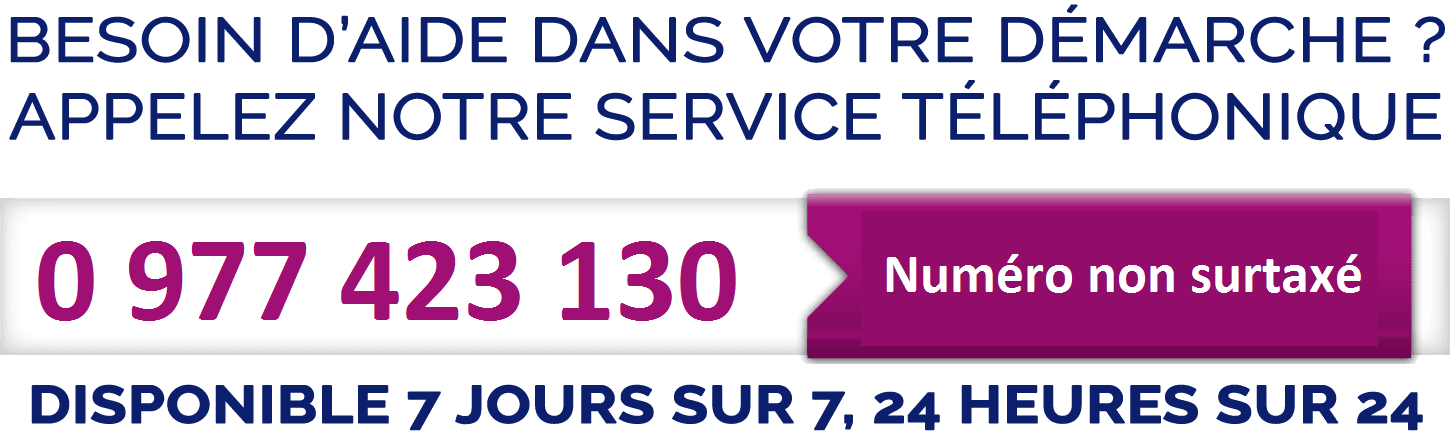 BESOIN D'AIDE DANS VOTRE DÉMARCHE ?
APPELEZ NOTRE SERVICE TÉLÉPHONIQUE
0 977 423 130 Numéro non surtaxé
DISPONIBLE 7 JOURS SUR 7, 24 HEURES SUR 24